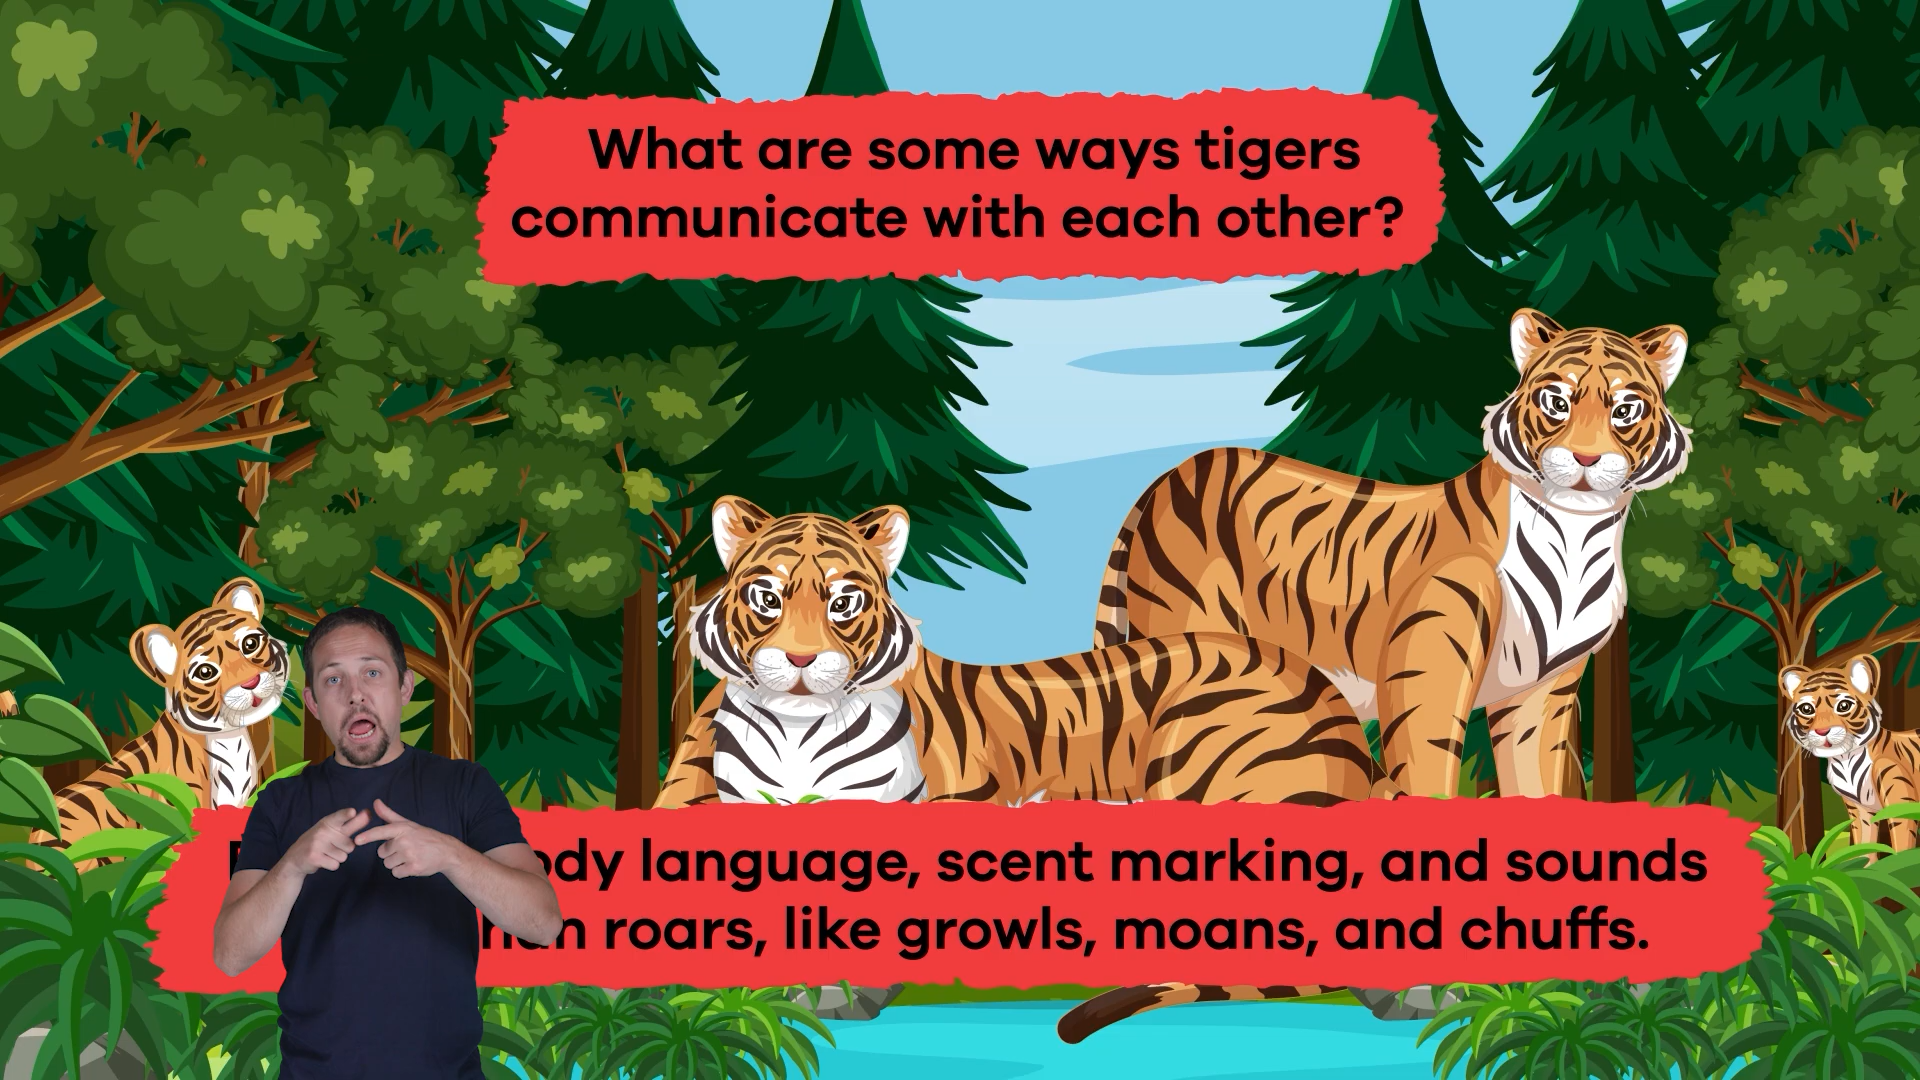 What are some ways tigers
communicate with each other?
language, scent marking, and sounds
roars, like growls, moans, and chuffs.